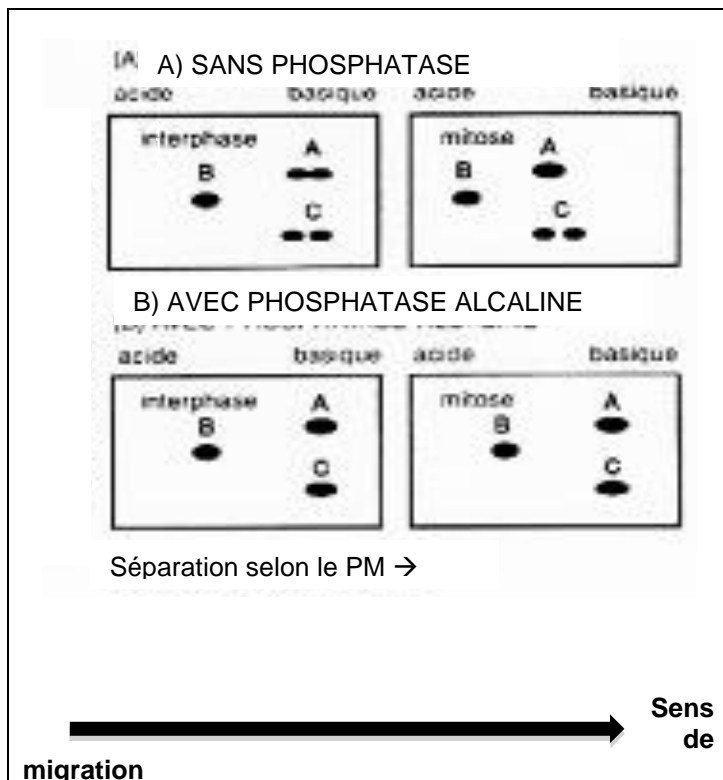 A) SANS PHOSPHATASE
acide basique acide basique
interphase A mitose A
B B
C C
B) AVEC PHOSPHATASE ALCALINE
acide basique acide basique
interphase A mitose A
B B
C C
Séparation selon le PM →
Sens
de
migration